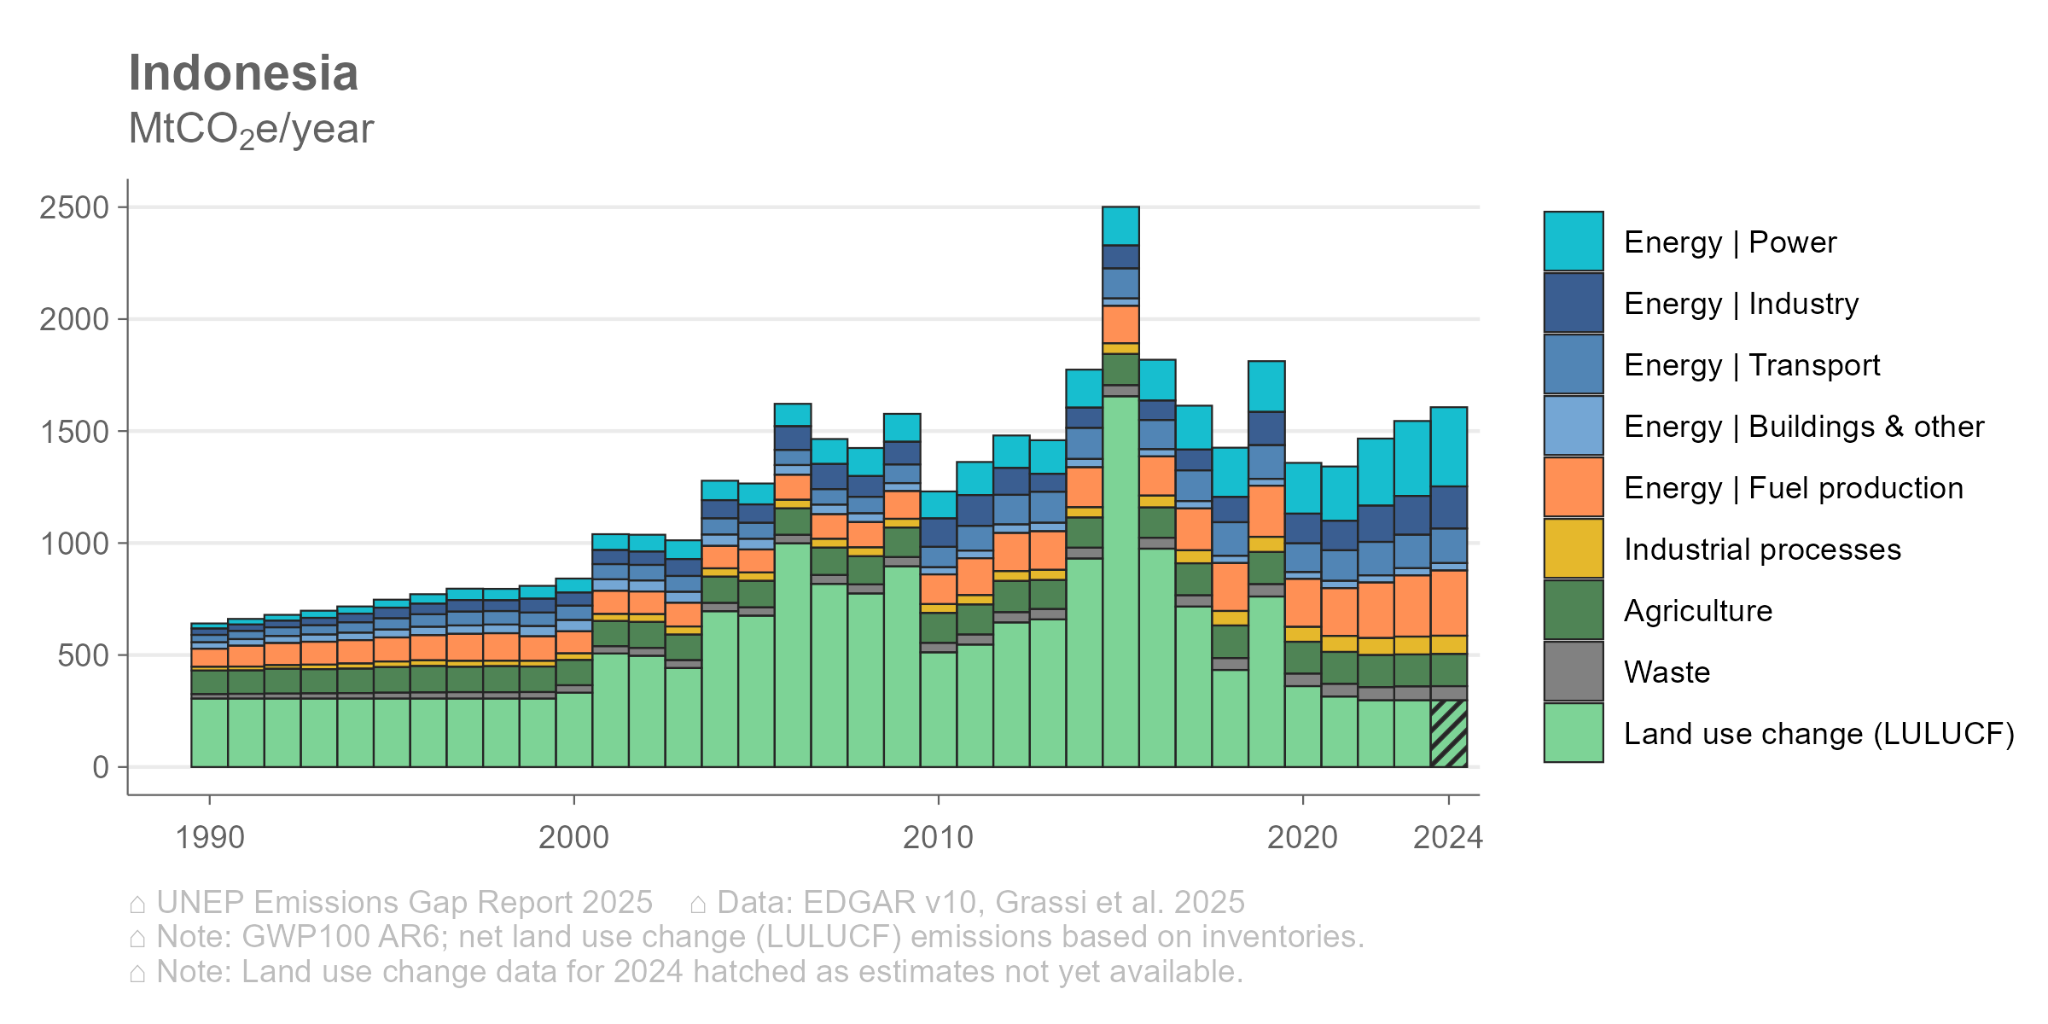 Indonesia
MtCO₂e/year
2500
2000
1500
1000
500
0
1990 2000 2010 2020 2024
Energy | Power
Energy | Industry
Energy | Transport
Energy | Buildings & other
Energy | Fuel production
Industrial processes
Agriculture
Waste
Land use change (LULUCF)
⌂ UNEP Emissions Gap Report 2025 ⌂ Data: EDGAR v10, Grassi et al. 2025
⌂ Note: GWP100 AR6; net land use change (LULUCF) emissions based on inventories.
⌂ Note: Land use change data for 2024 hatched as estimates not yet available.